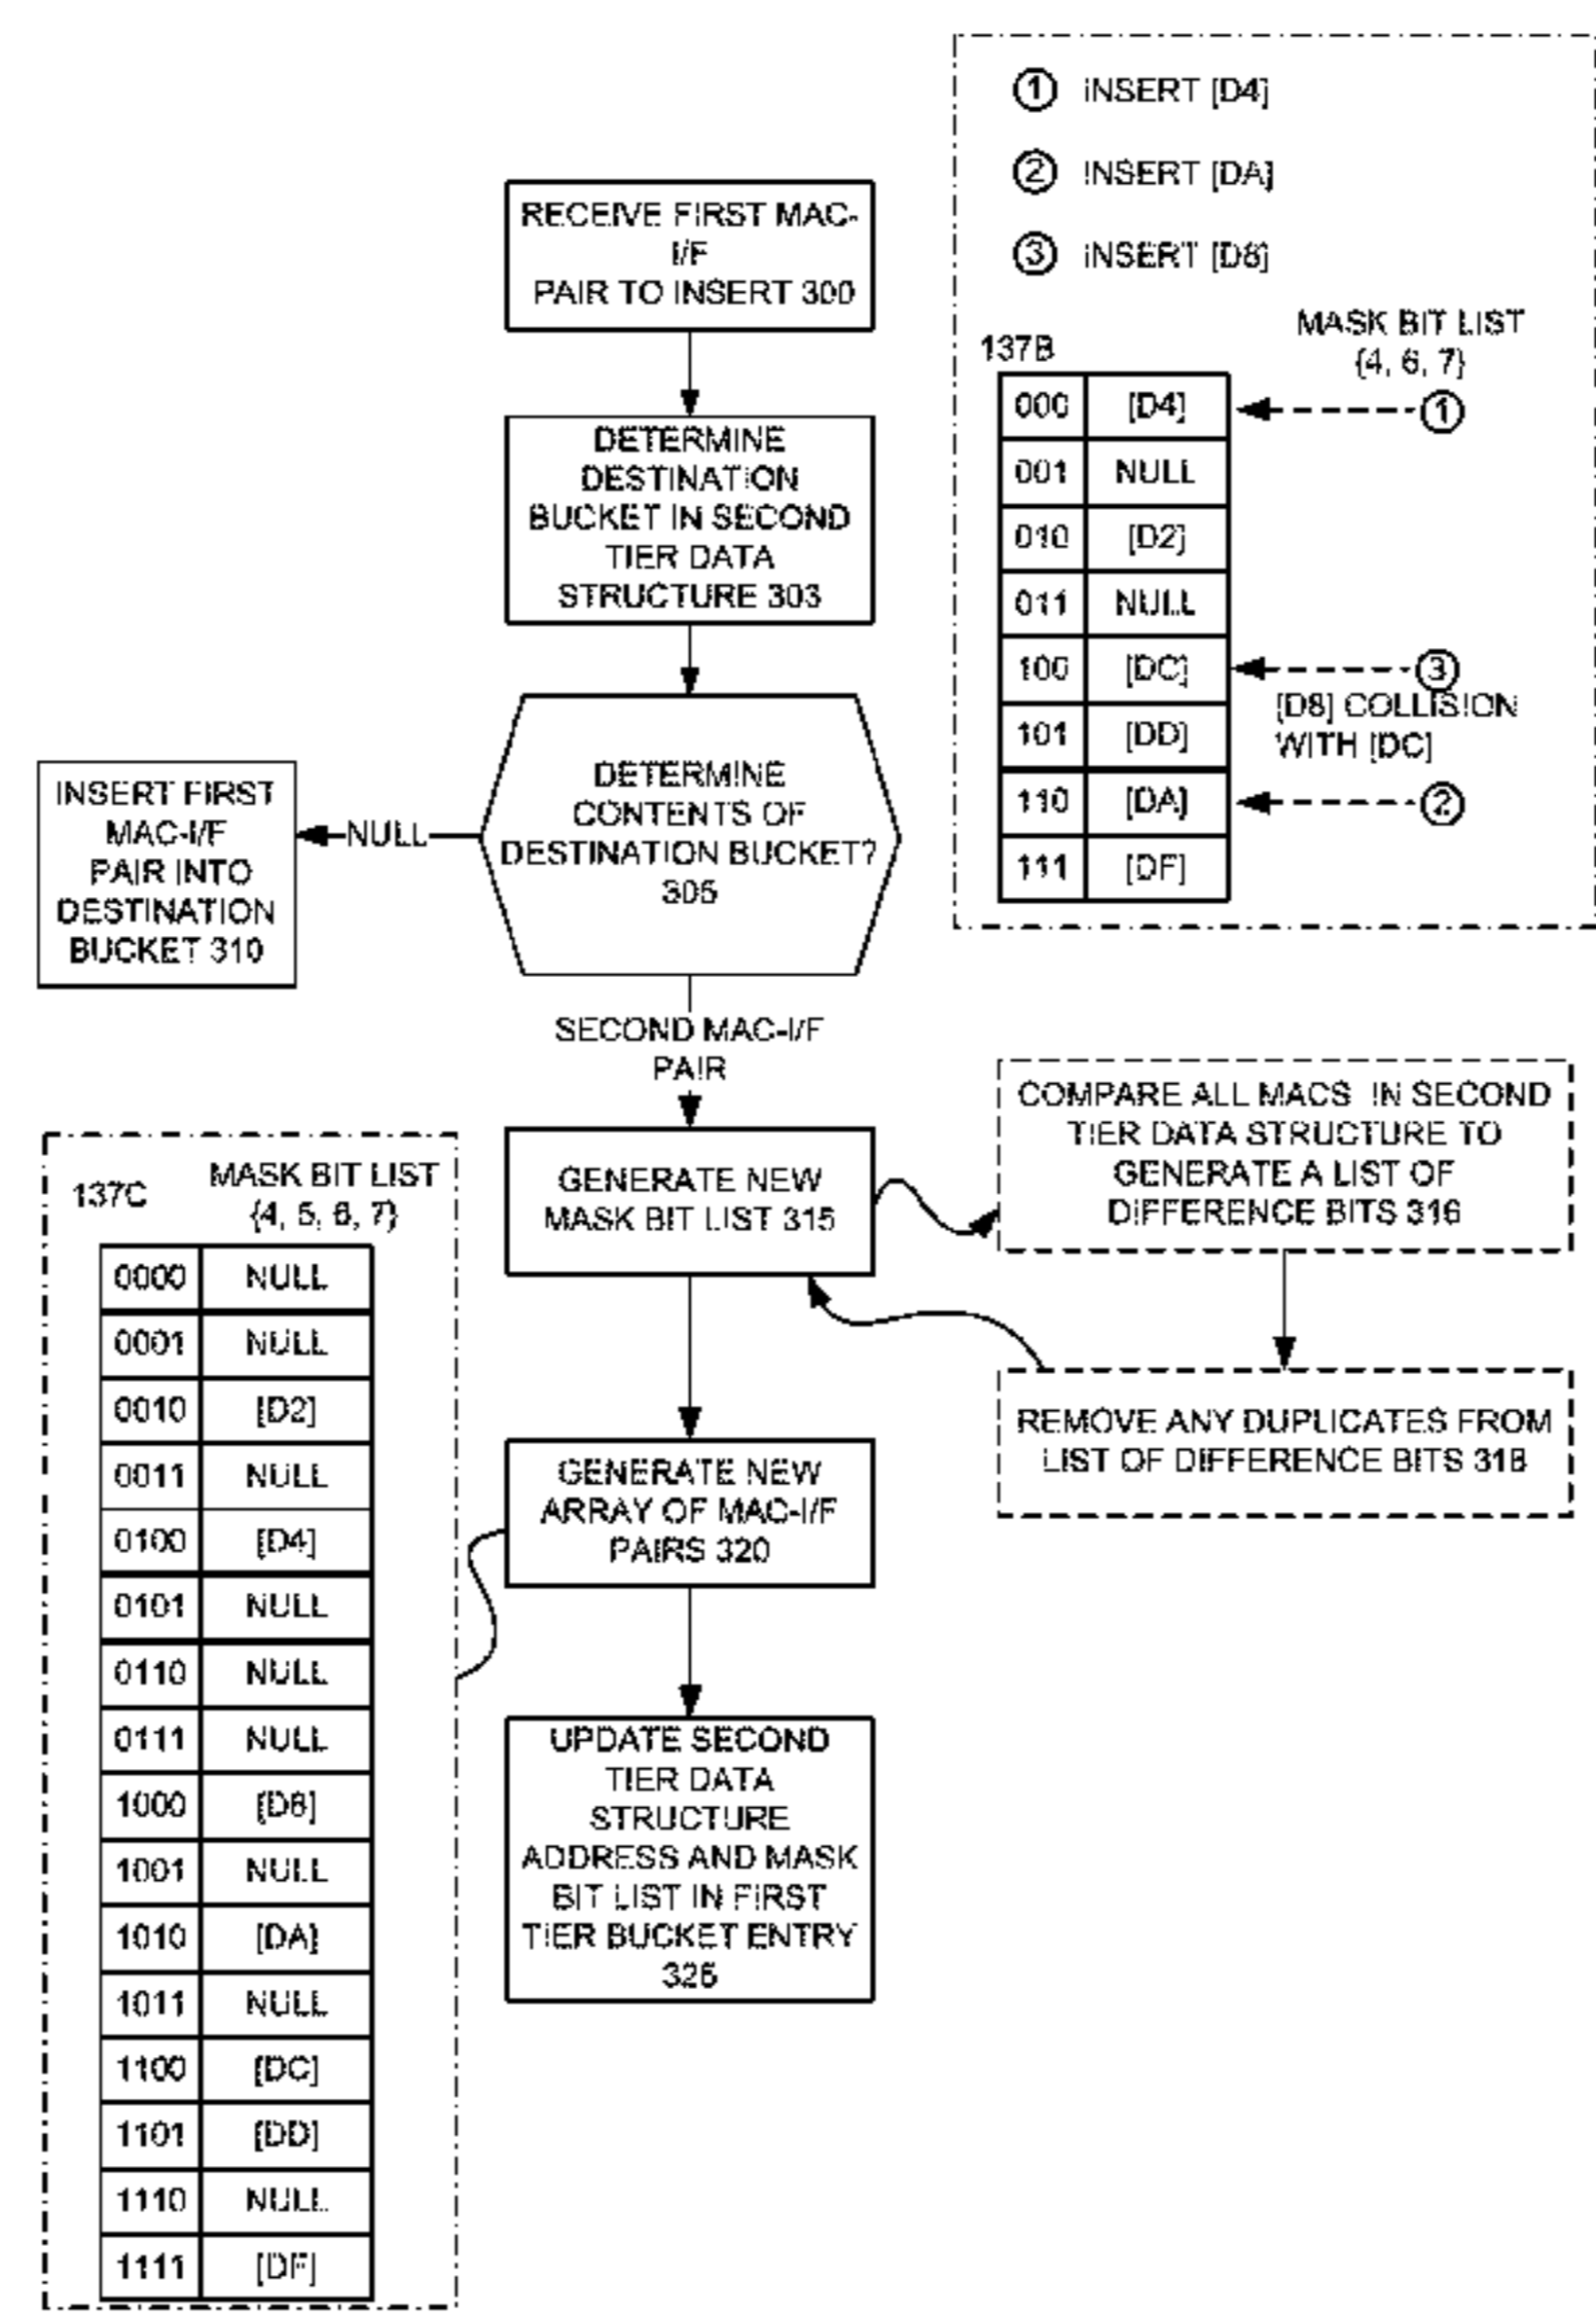 ① INSERT [D4]
② INSERT [DA]
③ INSERT [D8]
MASK BIT LIST
{4, 6, 7}
137B
000 [D4] ①
001 NULL
010 [D2]
011 NULL
100 [DC] ③
[D8] COLLISION
WITH [DC]
101 [DD]
110 [DA] ②
111 [DF]
RECEIVE FIRST MAC-
I/F
PAIR TO INSERT 300
DETERMINE
DESTINATION
BUCKET IN SECOND
TIER DATA
STRUCTURE 303
DETERMINE
CONTENTS OF
DESTINATION BUCKET?
305
NULL
INSERT FIRST
MAC-I/F
PAIR INTO
DESTINATION
BUCKET 310
SECOND MAC-I/F
PAIR
GENERATE NEW
MASK BIT LIST 315
COMPARE ALL MACS IN SECOND
TIER DATA STRUCTURE TO
GENERATE A LIST OF
DIFFERENCE BITS 316
REMOVE ANY DUPLICATES FROM
LIST OF DIFFERENCE BITS 318
GENERATE NEW
ARRAY OF MAC-I/F
PAIRS 320
UPDATE SECOND
TIER DATA
STRUCTURE
ADDRESS AND MASK
BIT LIST IN FIRST
TIER BUCKET ENTRY
325
137C
MASK BIT LIST
{4, 5, 6, 7}
0000 NULL
0001 NULL
0010 [D2]
0011 NULL
0100 [D4]
0101 NULL
0110 NULL
0111 NULL
1000 [D8]
1001 NULL
1010 [DA]
1011 NULL
1100 [DC]
1101 [DD]
1110 NULL
1111 [DF]